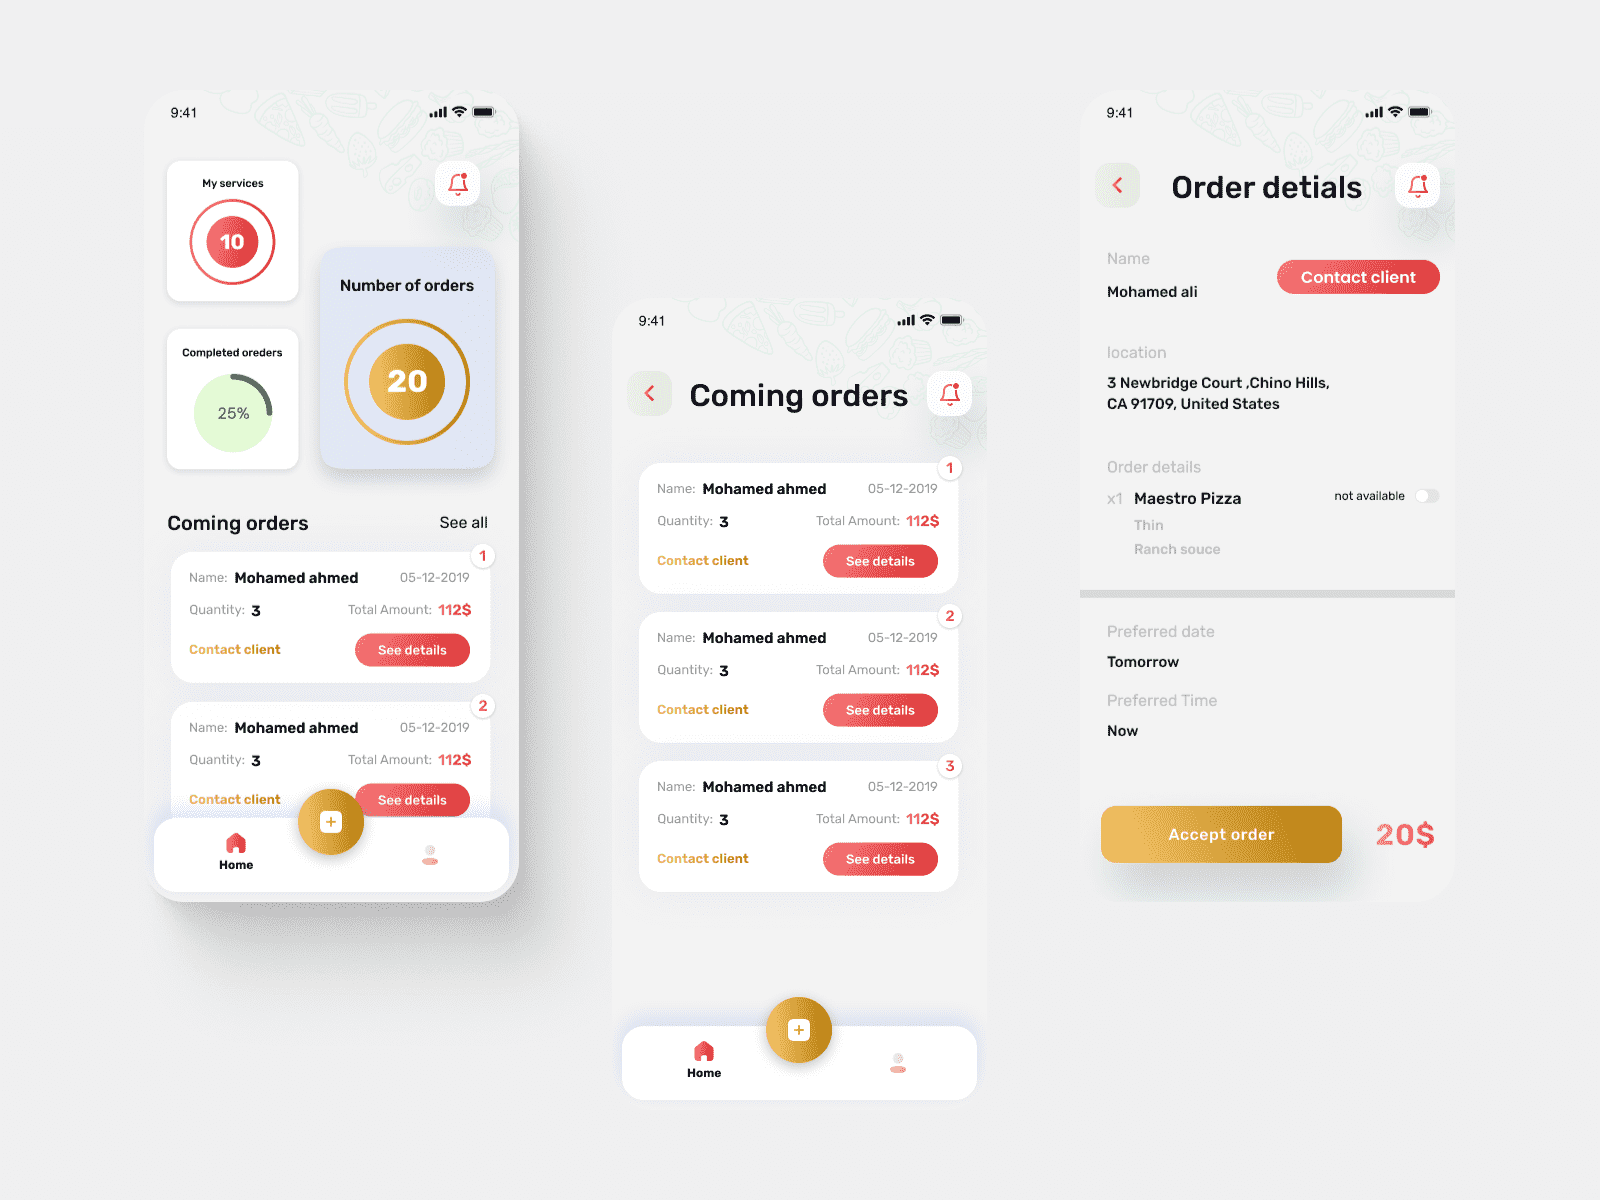 9:41
My services
10
Number of orders
20
Completed oreders
25%
Coming orders
See all
1
Name: Mohamed ahmed 05-12-2019
Quantity: 3 Total Amount: 112$
Contact client See details
2
Name: Mohamed ahmed 05-12-2019
Quantity: 3 Total Amount: 112$
Contact client See details
Home
9:41
Coming orders
1
Name: Mohamed ahmed 05-12-2019
Quantity: 3 Total Amount: 112$
Contact client See details
2
Name: Mohamed ahmed 05-12-2019
Quantity: 3 Total Amount: 112$
Contact client See details
3
Name: Mohamed ahmed 05-12-2019
Quantity: 3 Total Amount: 112$
Contact client See details
Home
9:41
Order detials
Name
Mohamed ali
Contact client
location
3 Newbridge Court ,Chino Hills,
CA 91709, United States
Order details
x1 Maestro Pizza not available
Thin
Ranch souce
Preferred date
Tomorrow
Preferred Time
Now
Accept order 20$